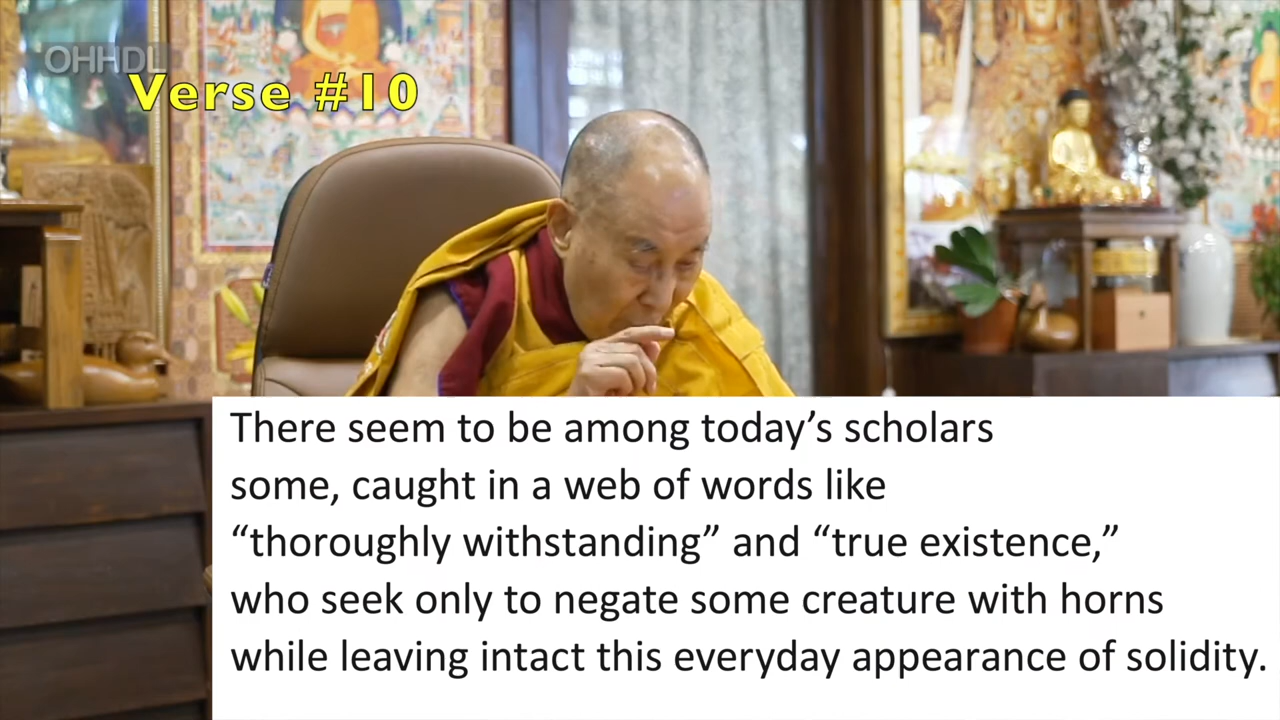 OHHDL
Verse #10
There seem to be among today’s scholars
some, caught in a web of words like
“thoroughly withstanding” and “true existence,”
who seek only to negate some creature with horns
while leaving intact this everyday appearance of solidity.